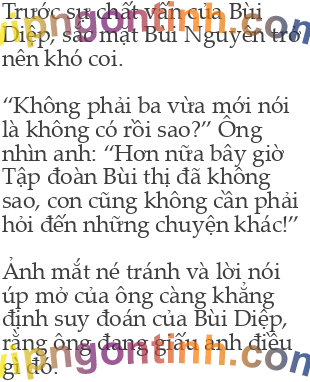 Trước sự chất vấn của Bùi
Diệp, sắc mặt Bùi Nguyên trở
nên khó coi.
“Không phải ba vừa mới nói
là không có rồi sao?” Ông
nhìn anh: “Hơn nữa bây giờ
Tập đoàn Bùi thị đã không
sao, con cũng không cần phải
hỏi đến những chuyện khác!”
Ánh mắt né tránh và lời nói
úp mở của ông càng khẳng
định suy đoán của Bùi Diệp,
rằng ông đang giấu anh điều
gì đó.
vipngontinh.com
vipngontinh.com